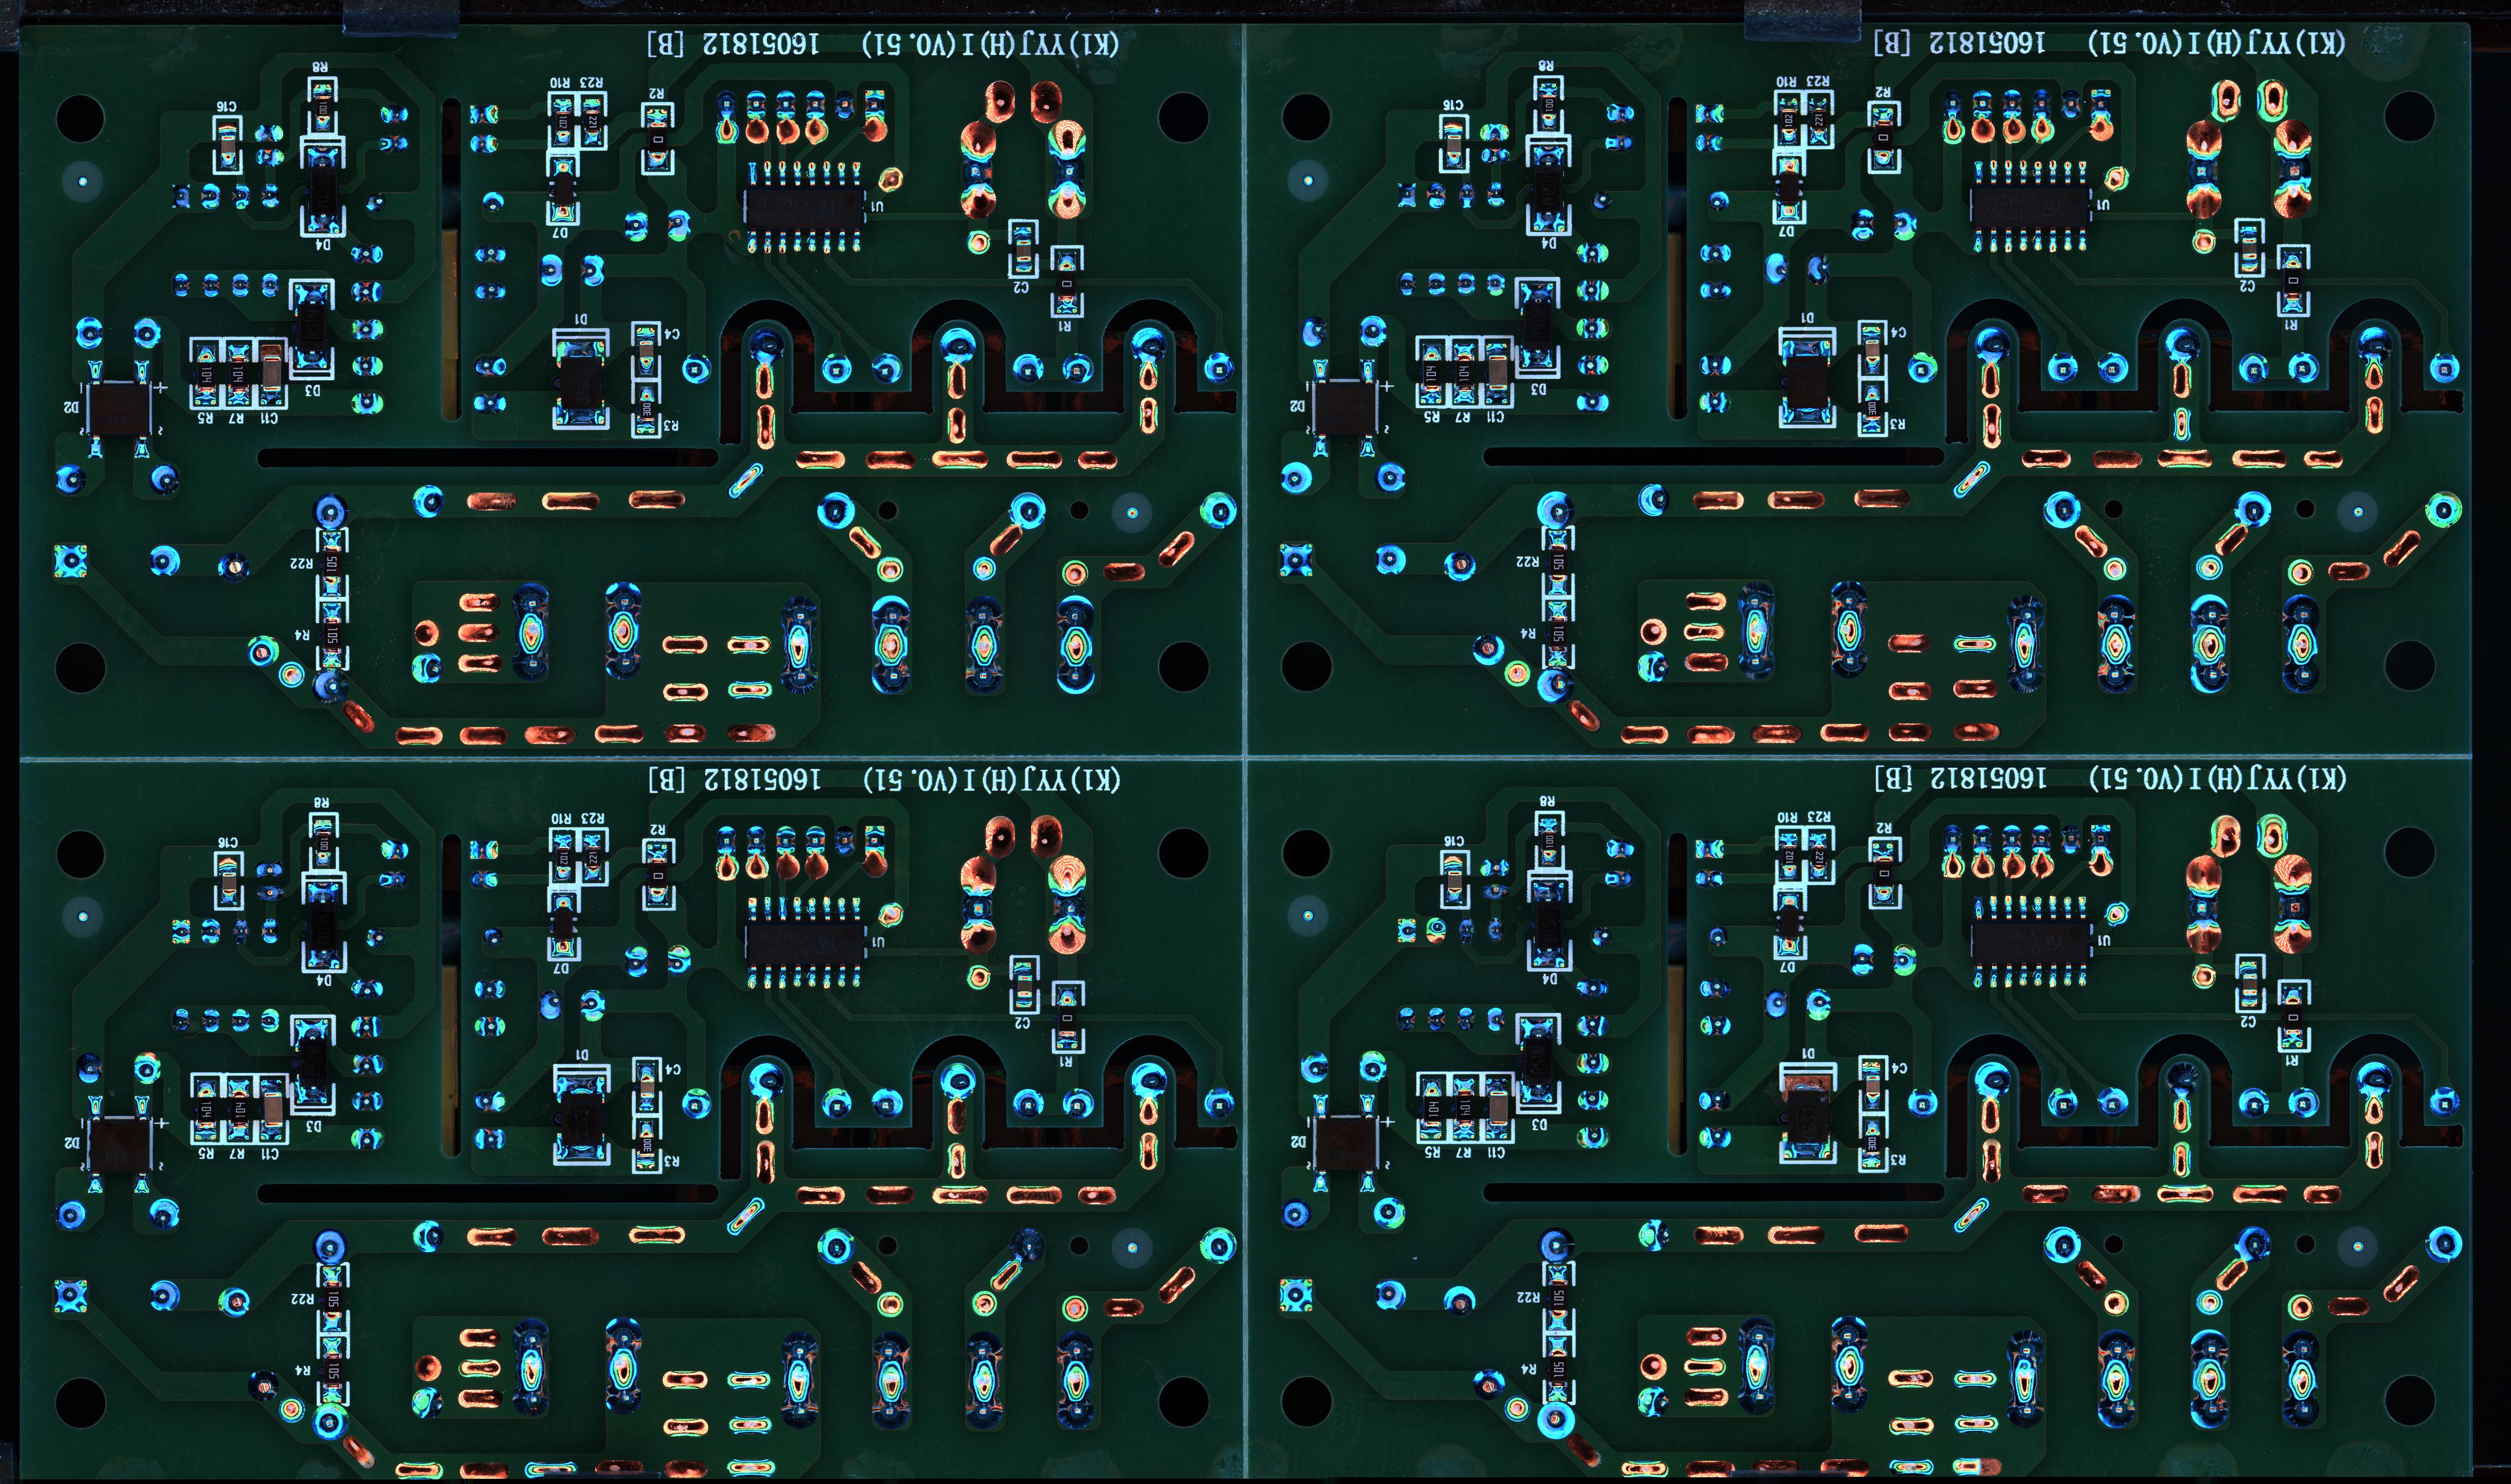 (K1)YYJ(H)I(V0.51) 16051812 [B]
(K1)YYJ(H)I(V0.51) 16051812 [B]
R8
R10 R23
R2
C16
U1
D4
D7
C2
R1
D1
C4
D3
D2
R5 R7 C11
R3
R22
R4
R8
R10 R23
R2
C16
U1
D4
D7
C2
R1
D1
C4
D3
D2
R5 R7 C11
R3
R22
R4
(K1)YYJ(H)I(V0.51) 16051812 [B]
(K1)YYJ(H)I(V0.51) 16051812 [B]
R8
R10 R23
R2
C16
U1
D4
D7
C2
R1
D1
C4
D3
D2
R5 R7 C11
R3
R22
R4
R8
R10 R23
R2
C16
U1
D4
D7
C2
R1
D1
C4
D3
D2
R5 R7 C11
R3
R22
R4